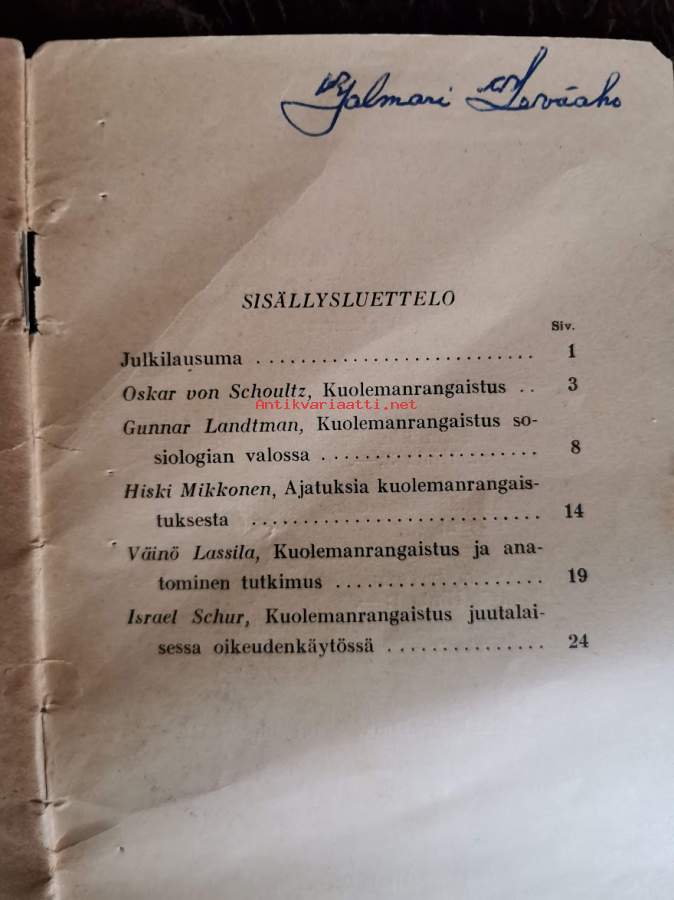 Hjalmari
SISÄLLYSLUETTELO
Siv.
Julkilausuma ........................... 1
Oskar von Schoultz, Kuolemanrangaistus .. 3
Antikvariaatti.net
Gunnar Landtman, Kuolemanrangaistus so-
siologian valossa ..................... 8
Hiski Mikkonen, Ajatuksia kuolemanrangais-
tuksesta ............................ 14
Väinö Lassila, Kuolemanrangaistus ja ana-
tominen tutkimus .................... 19
Israel Schur, Kuolemanrangaistus juutalai-
sessa oikeudenkäytössä ............... 24